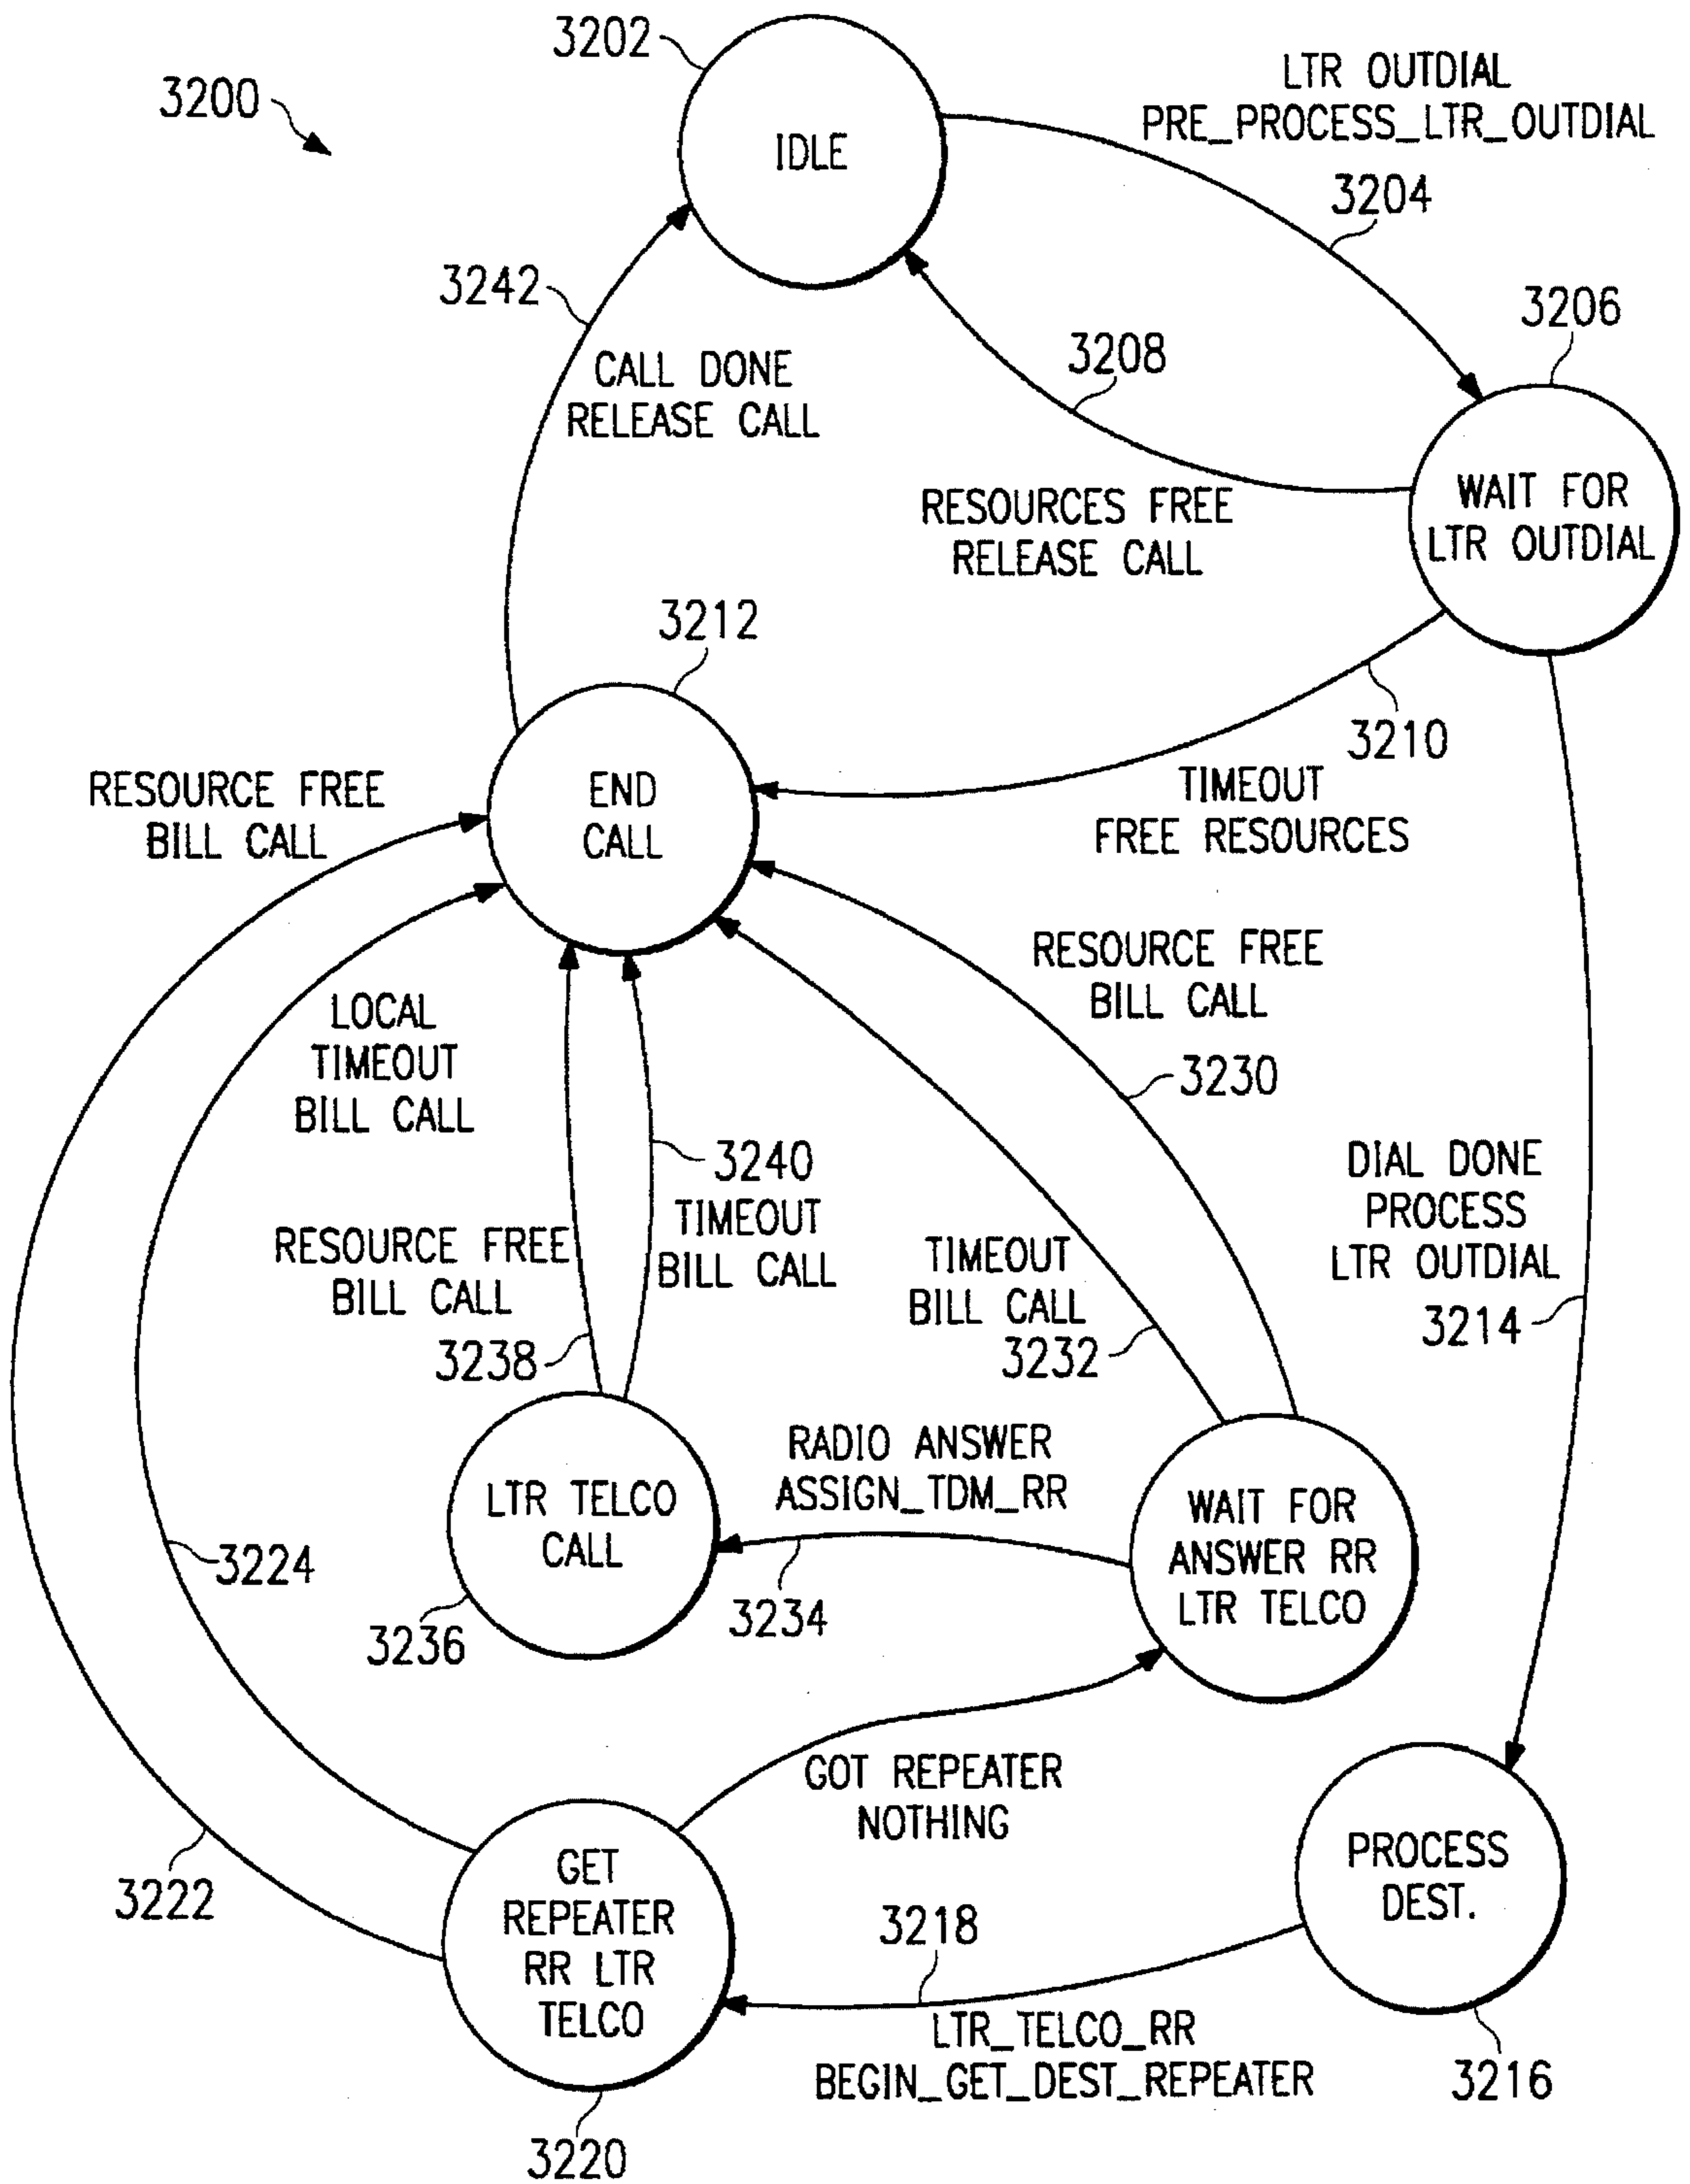 3202
3200
IDLE
LTR OUTDIAL
PRE_PROCESS_LTR_OUTDIAL
3204
3206
3208
3242
CALL DONE
RELEASE CALL
WAIT FOR
LTR OUTDIAL
RESOURCES FREE
RELEASE CALL
3212
3210
TIMEOUT
FREE RESOURCES
RESOURCE FREE
BILL CALL
END
CALL
RESOURCE FREE
BILL CALL
3230
LOCAL
TIMEOUT
BILL CALL
3240
TIMEOUT
BILL CALL
DIAL DONE
PROCESS
LTR OUTDIAL
3214
RESOURCE FREE
BILL CALL
3238
TIMEOUT
BILL CALL
3232
RADIO ANSWER
ASSIGN_TDM_RR
LTR TELCO
CALL
WAIT FOR
ANSWER RR
LTR TELCO
3224
3236
3234
GOT REPEATER
NOTHING
PROCESS
DEST.
GET
REPEATER
RR LTR
TELCO
3222
3218
LTR_TELCO_RR
BEGIN_GET_DEST_REPEATER
3216
3220